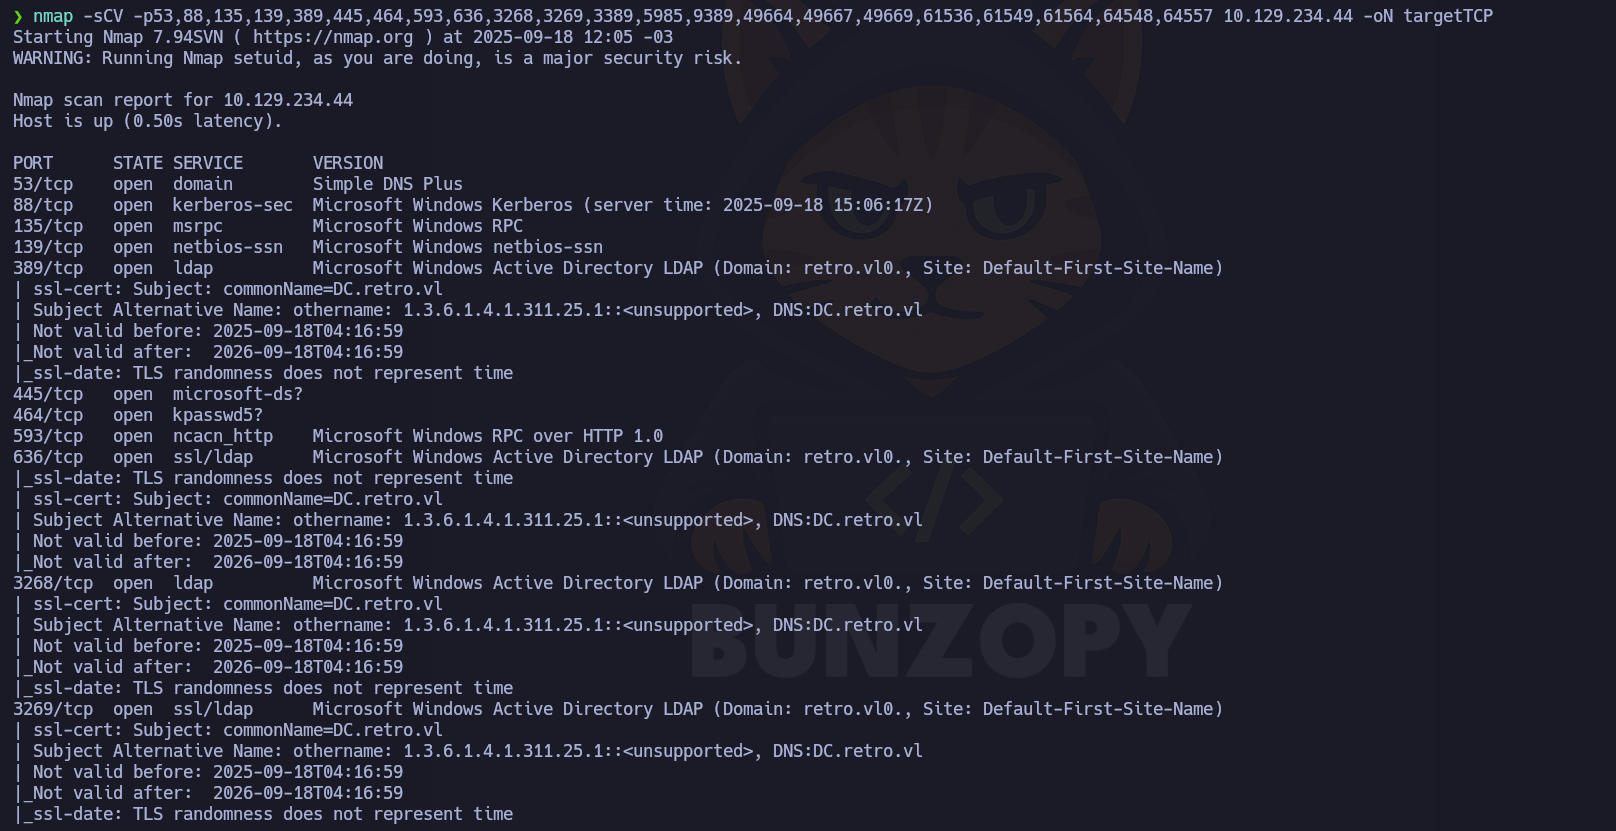 ❯ nmap -sCV -p53,88,135,139,389,445,464,593,636,3268,3269,3389,5985,9389,49664,49667,49669,61536,61549,61564,64548,64557 10.129.234.44 -oN targetTCP
Starting Nmap 7.94SVN ( https://nmap.org ) at 2025-09-18 12:05 -03
WARNING: Running Nmap setuid, as you are doing, is a major security risk.

Nmap scan report for 10.129.234.44
Host is up (0.50s latency).

PORT      STATE SERVICE       VERSION
53/tcp    open  domain        Simple DNS Plus
88/tcp    open  kerberos-sec  Microsoft Windows Kerberos (server time: 2025-09-18 15:06:17Z)
135/tcp   open  msrpc         Microsoft Windows RPC
139/tcp   open  netbios-ssn   Microsoft Windows netbios-ssn
389/tcp   open  ldap          Microsoft Windows Active Directory LDAP (Domain: retro.vl0., Site: Default-First-Site-Name)
| ssl-cert: Subject: commonName=DC.retro.vl
| Subject Alternative Name: othername: 1.3.6.1.4.1.311.25.1::<unsupported>, DNS:DC.retro.vl
| Not valid before: 2025-09-18T04:16:59
|_Not valid after:  2026-09-18T04:16:59
|_ssl-date: TLS randomness does not represent time
445/tcp   open  microsoft-ds?
464/tcp   open  kpasswd5?
593/tcp   open  ncacn_http    Microsoft Windows RPC over HTTP 1.0
636/tcp   open  ssl/ldap      Microsoft Windows Active Directory LDAP (Domain: retro.vl0., Site: Default-First-Site-Name)
|_ssl-date: TLS randomness does not represent time
| ssl-cert: Subject: commonName=DC.retro.vl
| Subject Alternative Name: othername: 1.3.6.1.4.1.311.25.1::<unsupported>, DNS:DC.retro.vl
| Not valid before: 2025-09-18T04:16:59
|_Not valid after:  2026-09-18T04:16:59
3268/tcp  open  ldap          Microsoft Windows Active Directory LDAP (Domain: retro.vl0., Site: Default-First-Site-Name)
| ssl-cert: Subject: commonName=DC.retro.vl
| Subject Alternative Name: othername: 1.3.6.1.4.1.311.25.1::<unsupported>, DNS:DC.retro.vl
| Not valid before: 2025-09-18T04:16:59
|_Not valid after:  2026-09-18T04:16:59
|_ssl-date: TLS randomness does not represent time
3269/tcp  open  ssl/ldap      Microsoft Windows Active Directory LDAP (Domain: retro.vl0., Site: Default-First-Site-Name)
| ssl-cert: Subject: commonName=DC.retro.vl
| Subject Alternative Name: othername: 1.3.6.1.4.1.311.25.1::<unsupported>, DNS:DC.retro.vl
| Not valid before: 2025-09-18T04:16:59
|_Not valid after:  2026-09-18T04:16:59
|_ssl-date: TLS randomness does not represent time
</>
BUNZOPY